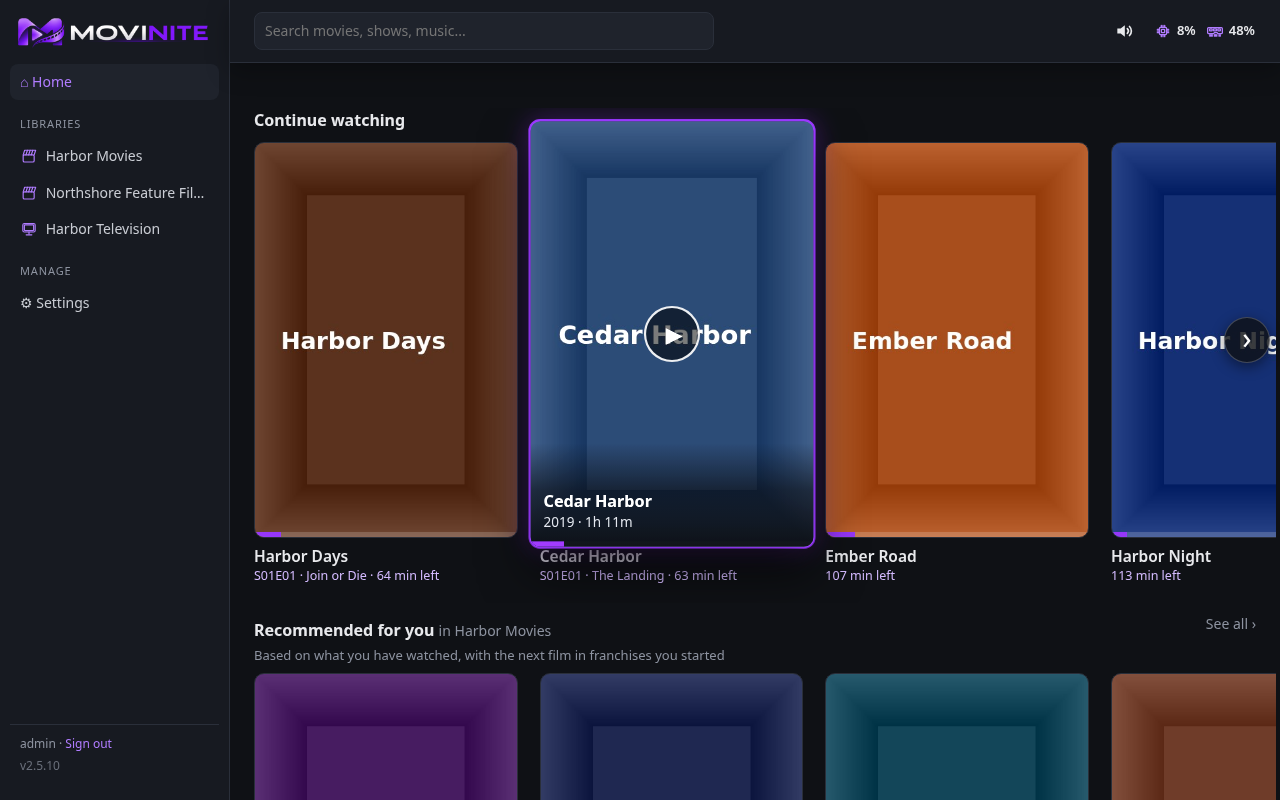 MOVINITE
Search movies, shows, music...
8%
48%
⌂ Home
LIBRARIES
Harbor Movies
Northshore Feature Fil...
Harbor Television
MANAGE
⚙ Settings
admin · Sign out
v2.5.10
Continue watching
Harbor Days
Cedar Harbor
Ember Road
Harbor Nig
Cedar Harbor
2019 · 1h 11m
Harbor Days
S01E01 · Join or Die · 64 min left
Cedar Harbor
S01E01 · The Landing · 63 min left
Ember Road
107 min left
Harbor Night
113 min left
Recommended for you in Harbor Movies
See all ›
Based on what you have watched, with the next film in franchises you started